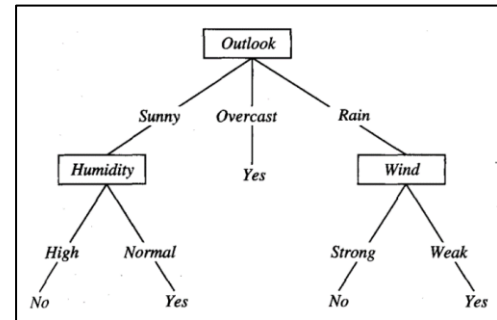 Outlook
Sunny Overcast Rain
Humidity Yes Wind
High Normal Strong Weak
No Yes No Yes